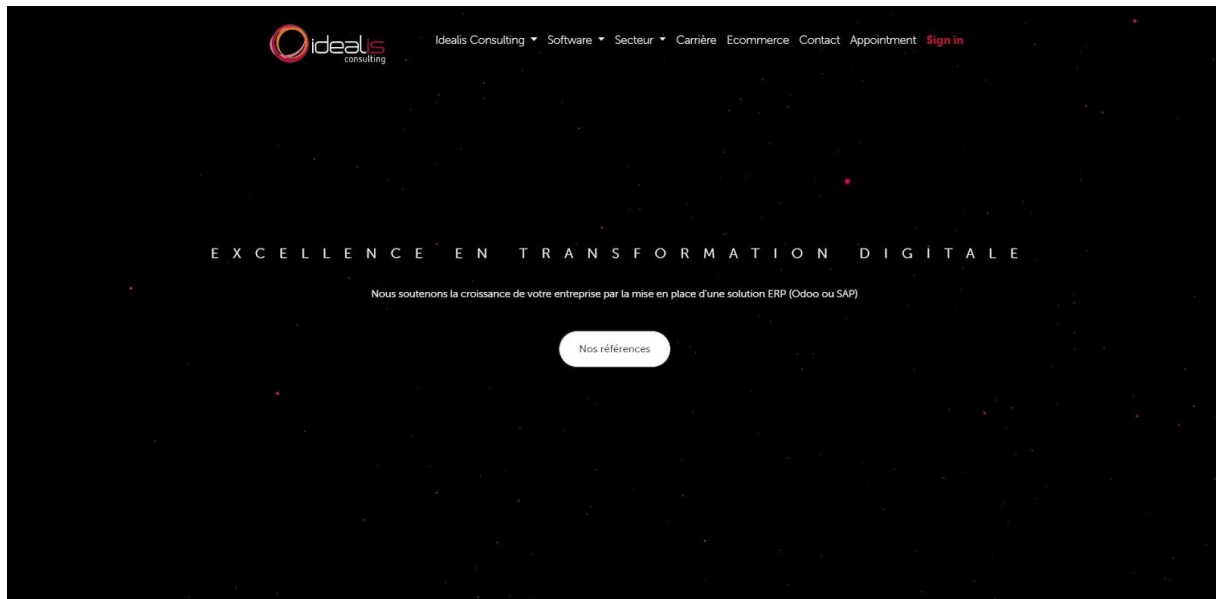 idealis
consulting
Idealis Consulting Software Secteur Carrière Ecommerce Contact Appointment Sign in
EXCELLENCE EN TRANSFORMATION DIGITALE
Nous soutenons la croissance de votre entreprise par la mise en place d'une solution ERP (Odoo ou SAP)
Nos références